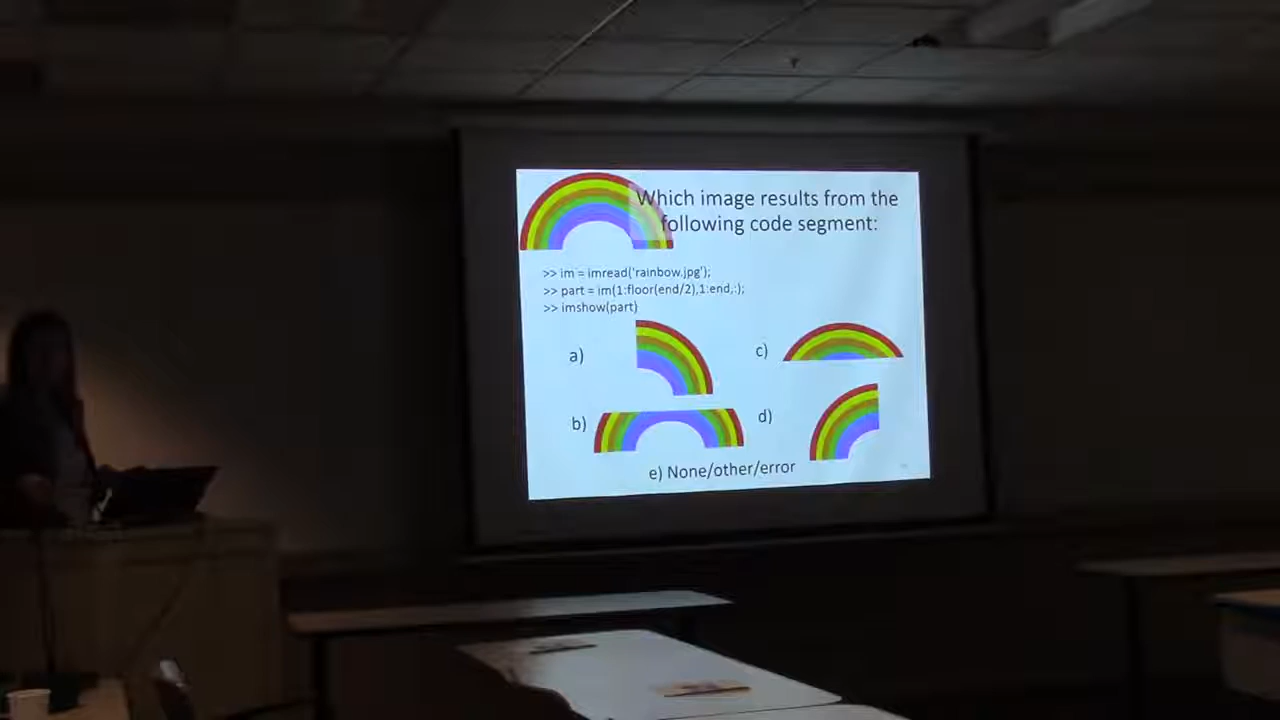 Which image results from the
following code segment:
>> im = imread('rainbow.jpg');
>> part = im(1:floor(end/2),1:end,:);
>> imshow(part)
a)
c)
b)
d)
e) None/other/error